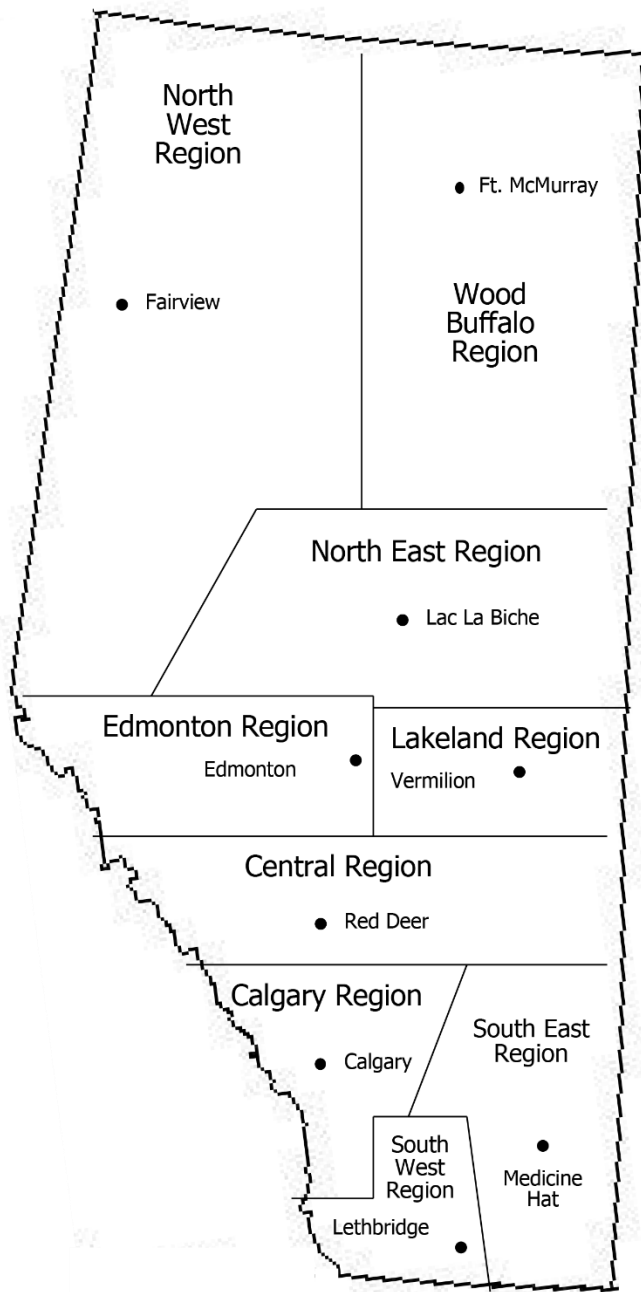 North
West
Region
Ft. McMurray
Fairview
Wood
Buffalo
Region
North East Region
Lac La Biche
Edmonton Region
Edmonton
Lakeland Region
Vermilion
Central Region
Red Deer
Calgary Region
Calgary
South East
Region
South
West
Region
Medicine
Hat
Lethbridge